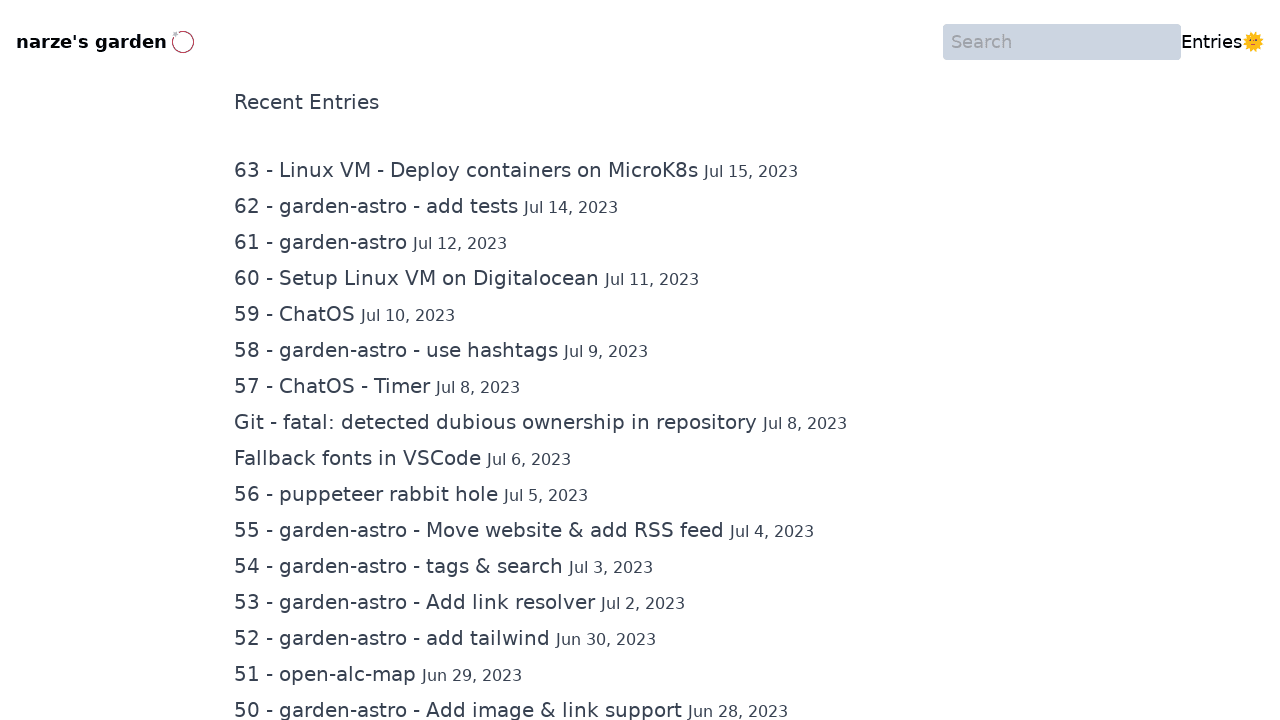 narze's garden
Search
Entries🌞
Recent Entries
63 - Linux VM - Deploy containers on MicroK8s Jul 15, 2023
62 - garden-astro - add tests Jul 14, 2023
61 - garden-astro Jul 12, 2023
60 - Setup Linux VM on Digitalocean Jul 11, 2023
59 - ChatOS Jul 10, 2023
58 - garden-astro - use hashtags Jul 9, 2023
57 - ChatOS - Timer Jul 8, 2023
Git - fatal: detected dubious ownership in repository Jul 8, 2023
Fallback fonts in VSCode Jul 6, 2023
56 - puppeteer rabbit hole Jul 5, 2023
55 - garden-astro - Move website & add RSS feed Jul 4, 2023
54 - garden-astro - tags & search Jul 3, 2023
53 - garden-astro - Add link resolver Jul 2, 2023
52 - garden-astro - add tailwind Jun 30, 2023
51 - open-alc-map Jun 29, 2023
50 - garden-astro - Add image & link support Jun 28, 2023